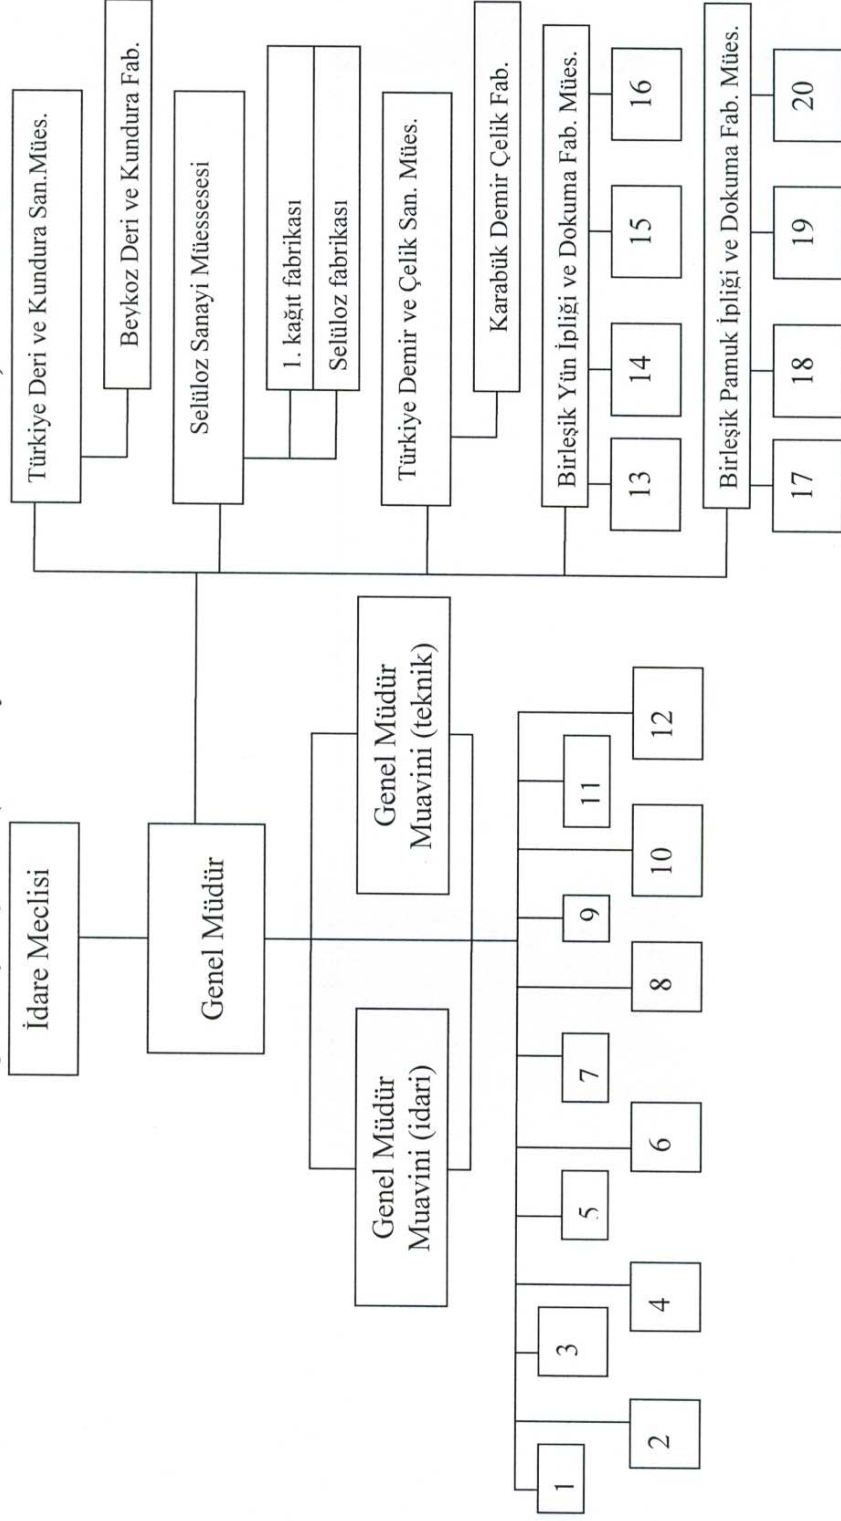 İdare Meclisi
Genel Müdür
Genel Müdür
Muavini (idari)
Genel Müdür
Muavini (teknik)
1
2
3
4
5
6
7
8
9
10
11
12
Türkiye Deri ve Kundura San.Mües.
Beykoz Deri ve Kundura Fab.
Selüloz Sanayi Müessesesi
1. kağıt fabrikası
Selüloz fabrikası
Türkiye Demir ve Çelik San. Mües.
Karabük Demir Çelik Fab.
Birleşik Yün İpliği ve Dokuma Fab. Mües.
13
14
15
16
Birleşik Pamuk İpliği ve Dokuma Fab. Mües.
17
18
19
20